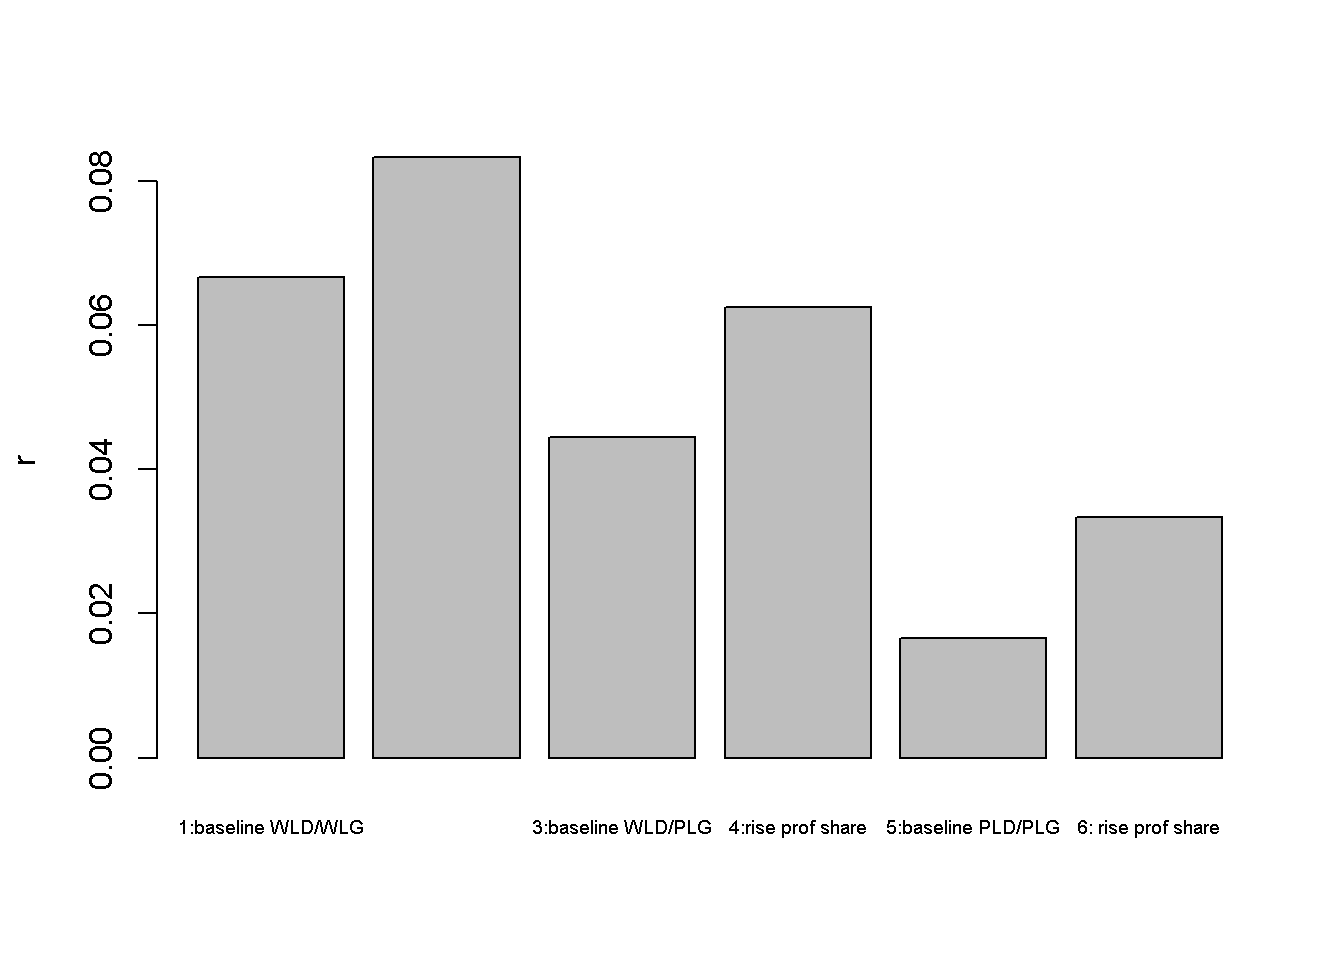 0.08
0.06
0.04
0.02
0.00
r
1:baseline WLD/WLG
3:baseline WLD/PLG
4:rise prof share
5:baseline PLD/PLG
6: rise prof share